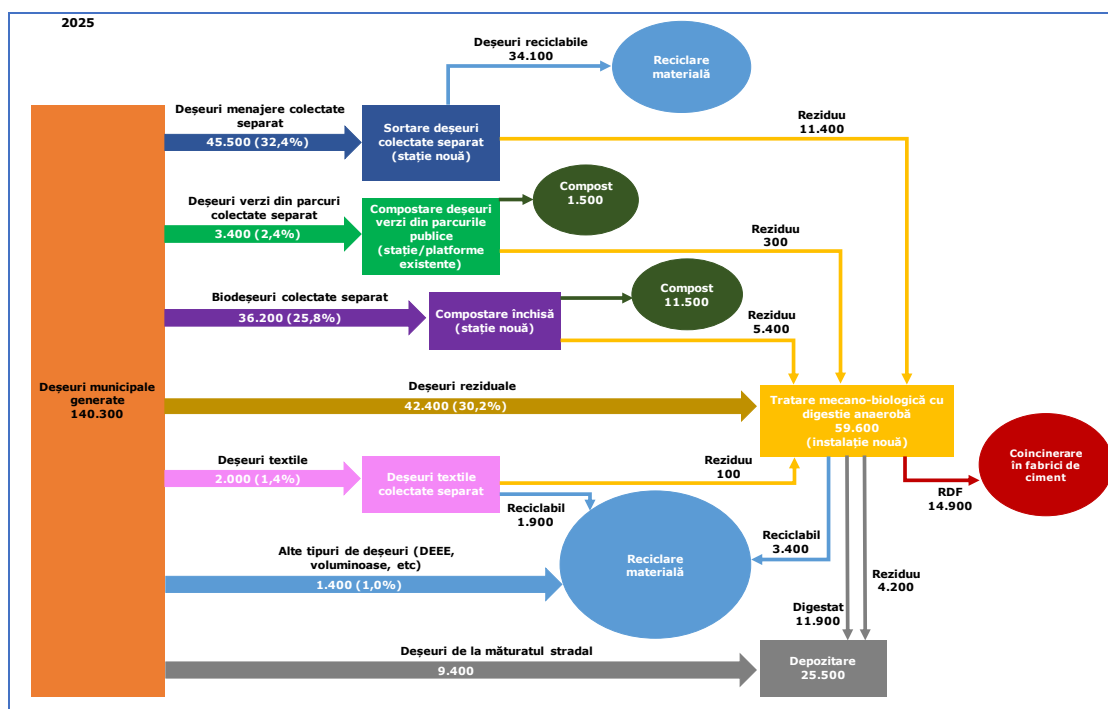 2025
Deșeuri reciclabile
34.100
Reciclare
materială
Deșeuri menajere colectate
separat
45.500 (32,4%)
Sortare deșeuri
colectate separat
(stație nouă)
Reziduu
11.400
Deșeuri verzi din parcuri
colectate separat
3.400 (2,4%)
Compostare deșeuri
verzi din parcurile
publice
(stație/platforme
existente)
Compost
1.500
Reziduu
300
Biodeșeuri colectate separat
36.200 (25,8%)
Compostare închisă
(stație nouă)
Compost
11.500
Reziduu
5.400
Deșeuri municipale
generate
140.300
Deșeuri reziduale
42.400 (30,2%)
Tratare mecano-biologică cu
digestie anaerobă
59.600
(instalație nouă)
Coincinerare
în fabrici de
ciment
RDF
14.900
Deșeuri textile
2.000 (1,4%)
Deșeuri textile
colectate separat
Reziduu
100
Reciclabil
1.900
Reciclabil
3.400
Alte tipuri de deșeuri (DEEE,
voluminoase, etc)
1.400 (1,0%)
Reciclare
materială
Reziduu
4.200
Digestat
11.900
Deșeuri de la măturatul stradal
9.400
Depozitare
25.500